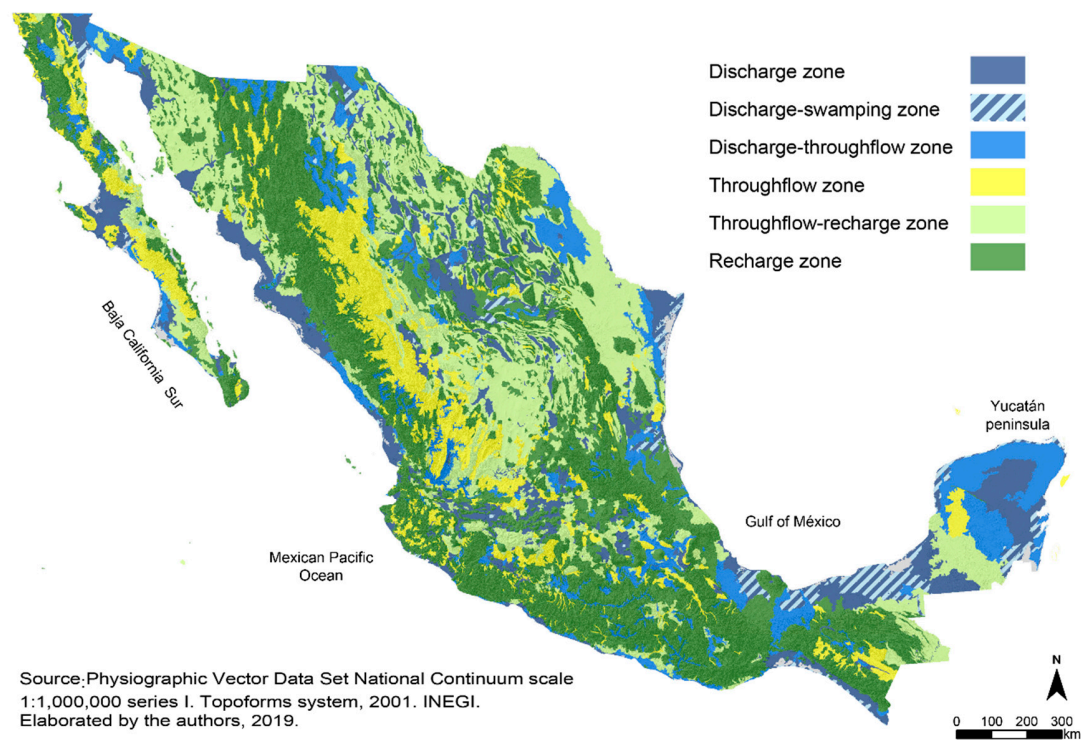 Discharge zone
Discharge-swamping zone
Discharge-throughflow zone
Throughflow zone
Throughflow-recharge zone
Recharge zone
Baja California Sur
Yucatán
peninsula
Gulf of México
Mexican Pacific
Ocean
Source:Physiographic Vector Data Set National Continuum scale
1:1,000,000 series I. Topoforms system, 2001. INEGI.
Elaborated by the authors, 2019.
N
0 100 200 300
km